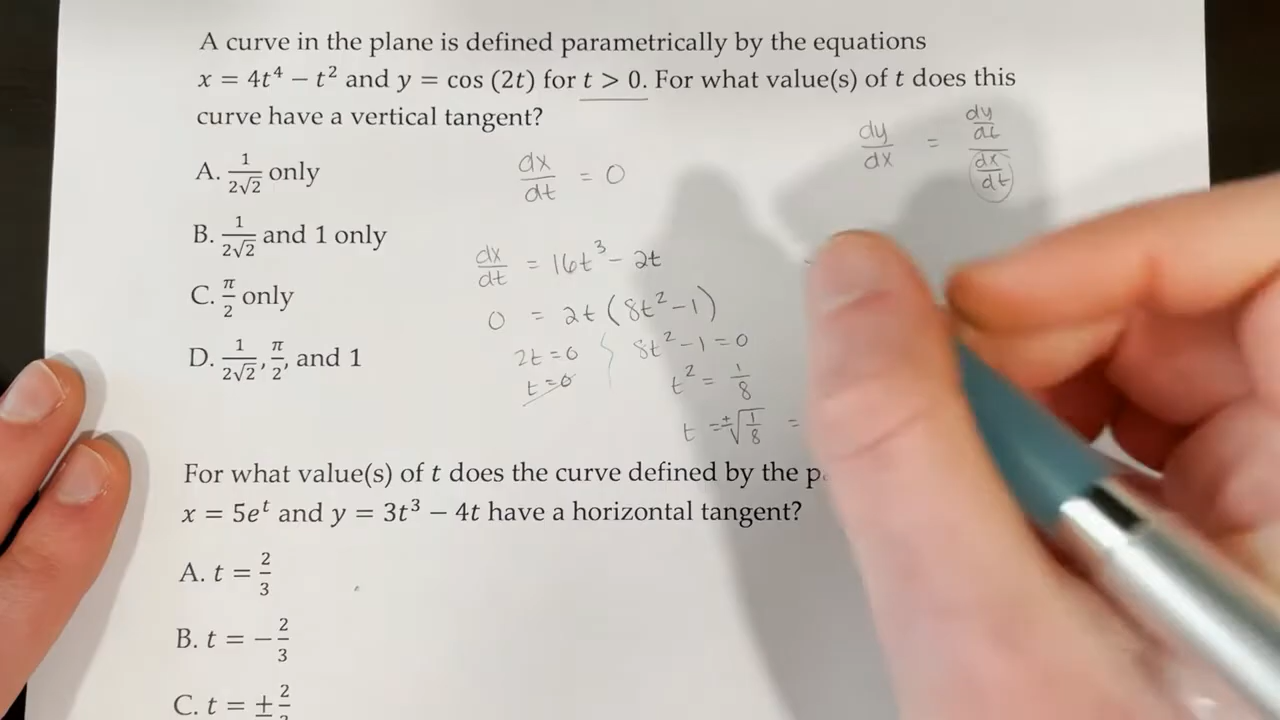 A curve in the plane is defined parametrically by the equations
x = 4t⁴ − t² and y = cos (2t) for t > 0. For what value(s) of t does this
curve have a vertical tangent?
dy/dx = (dy/dt)/(dx/dt)
A. 1/(2√2) only
dx/dt = 0
B. 1/(2√2) and 1 only
dx/dt = 16t³ − 2t
C. π/2 only
0 = 2t (8t² − 1)
D. 1/(2√2), π/2, and 1
2t = 0
8t² − 1 = 0
t = 0
t² = 1/8
t = ±√(1/8) =
For what value(s) of t does the curve defined by the
x = 5eᵗ and y = 3t³ − 4t have a horizontal tangent?
A. t = 2/3
B. t = −2/3
C. t = ±2/3